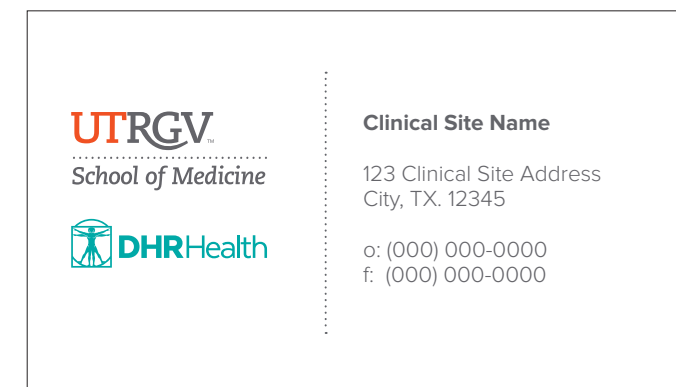 UTRGV™
School of Medicine
DHRHealth
Clinical Site Name
123 Clinical Site Address
City, TX. 12345
o: (000) 000-0000
f: (000) 000-0000